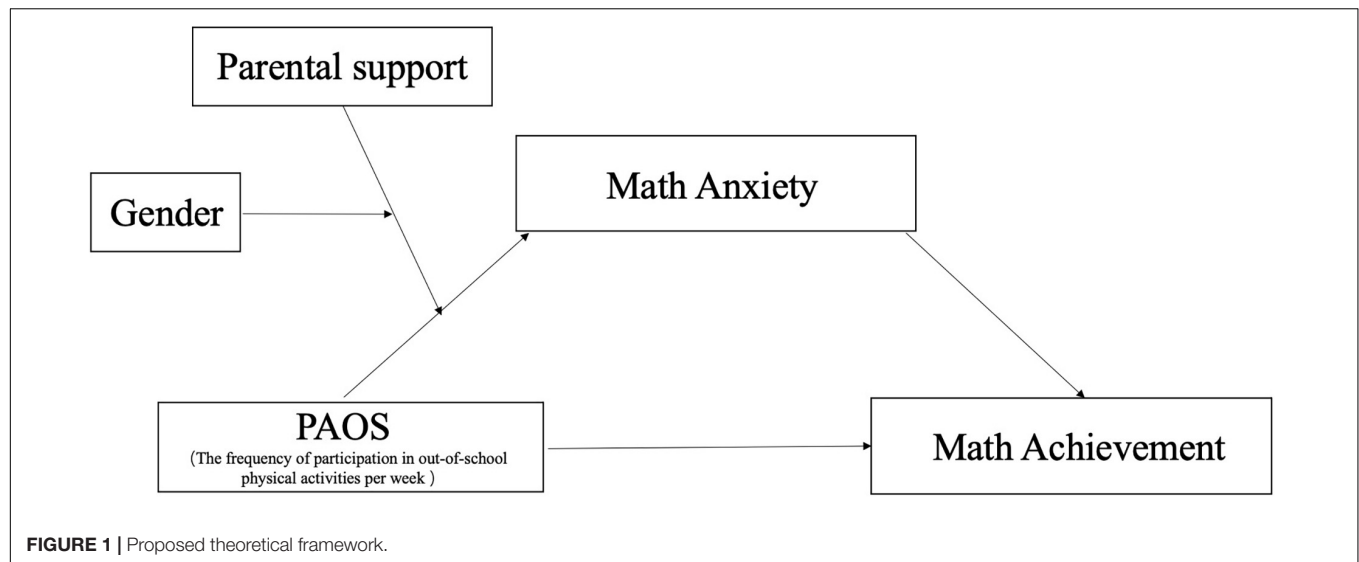 Parental support
Gender
Math Anxiety
PAOS
(The frequency of participation in out-of-school
physical activities per week )
Math Achievement
FIGURE 1 | Proposed theoretical framework.